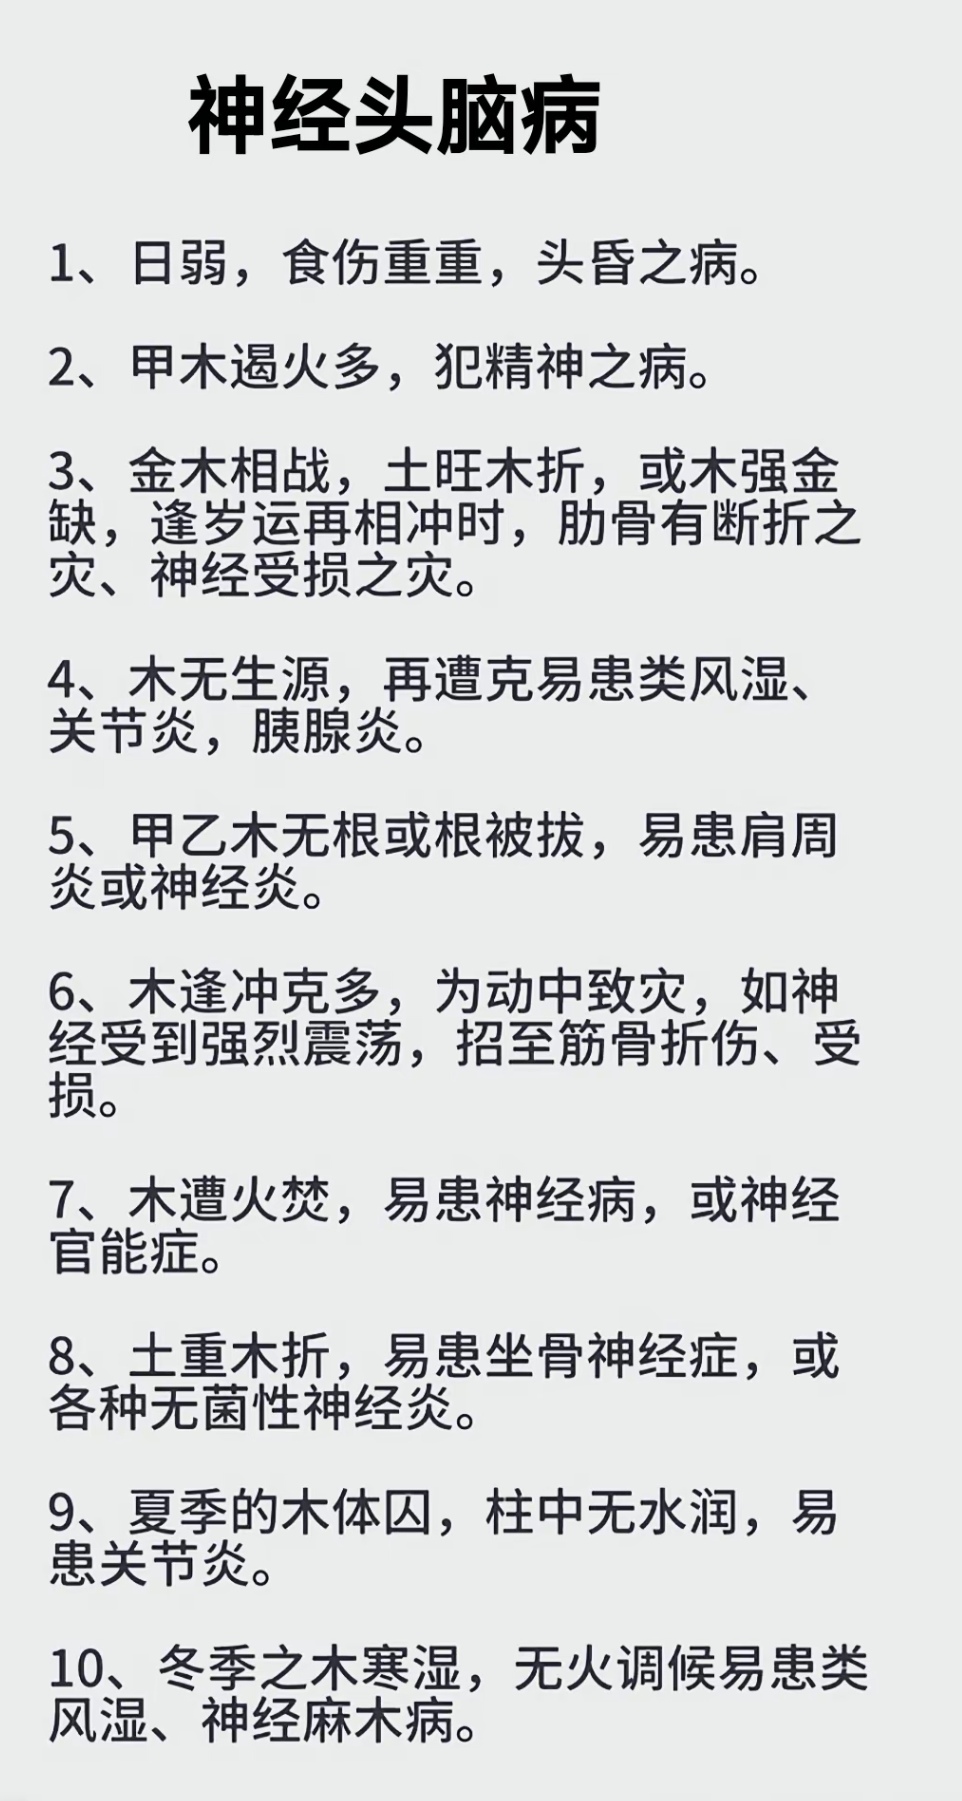 神经头脑病
1、日弱，食伤重重，头昏之病。
2、甲木遏火多，犯精神之病。
3、金木相战，土旺木折，或木强金
缺，逢岁运再相冲时，肋骨有断折之
灾、神经受损之灾。
4、木无生源，再遭克易患类风湿、
关节炎，胰腺炎。
5、甲乙木无根或根被拔，易患肩周
炎或神经炎。
6、木逢冲克多，为动中致灾，如神
经受到强烈震荡，招至筋骨折伤、受
损。
7、木遭火焚，易患神经病，或神经
官能症。
8、土重木折，易患坐骨神经症，或
各种无菌性神经炎。
9、夏季的木体囚，柱中无水润，易
患关节炎。
10、冬季之木寒湿，无火调候易患类
风湿、神经麻木病。